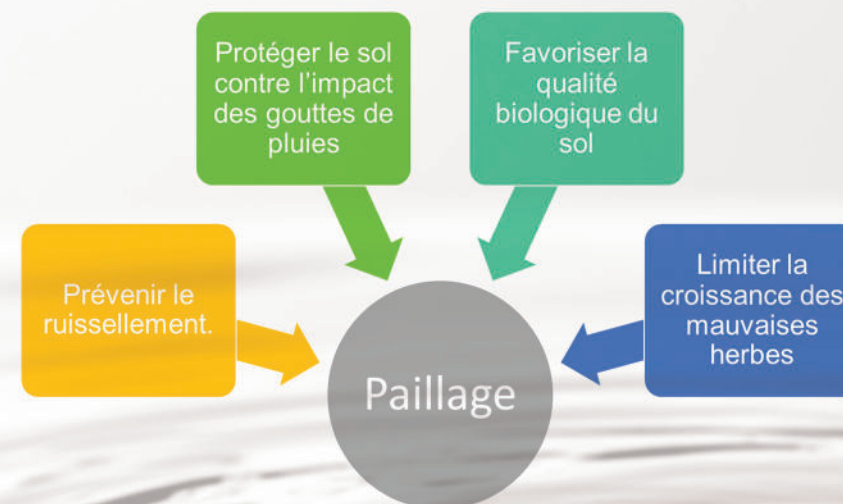 Protéger le sol
contre l’impact
des gouttes de
pluies
Favoriser la
qualité
biologique du
sol
Prévenir le
ruissellement.
Limiter la
croissance des
mauvaises
herbes
Paillage